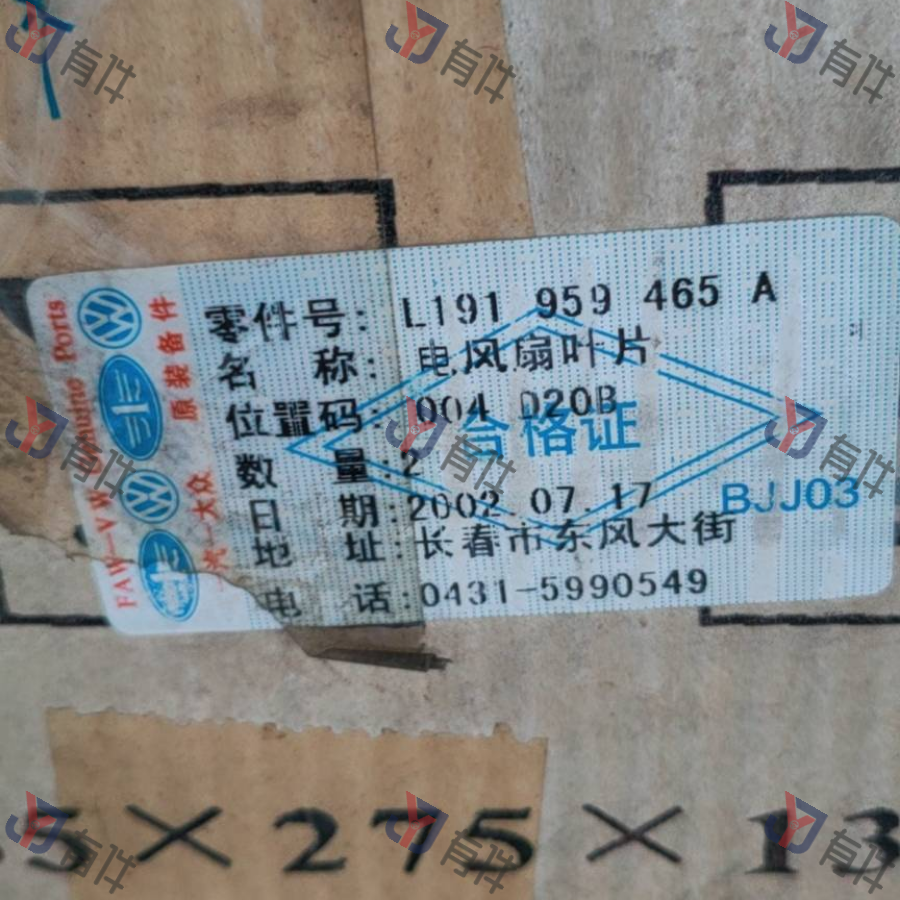 零件号: L191 959 465 A
名 称: 电风扇叶片
位置码: 004 020B
数 量:2
日 期:2002.07.17
地 址:长春市东风大街
电 话:0431-5990549
合格证
BJJ03
FAW-VW Genuine Parts
一汽-大众 原装备件
5×275×13
有件